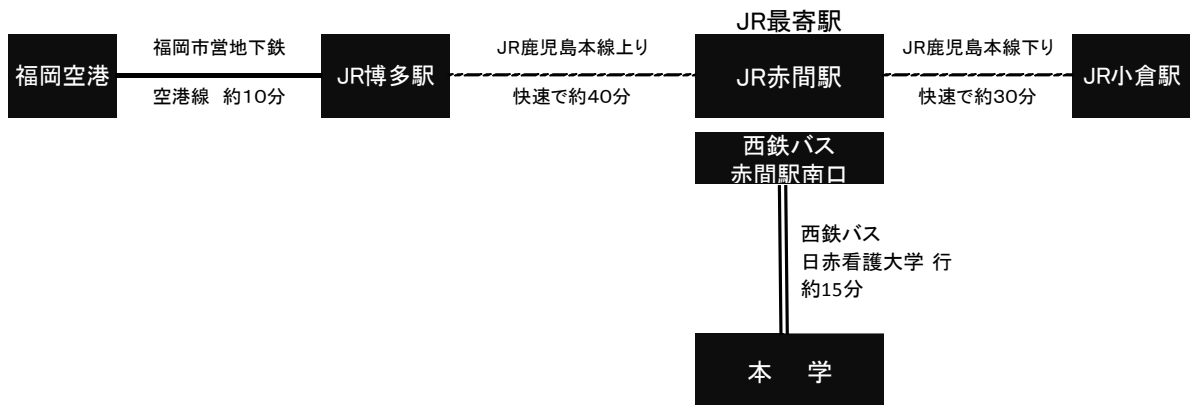 JR最寄駅
福岡空港
福岡市営地下鉄
空港線 約10分
JR博多駅
JR鹿児島本線上り
快速で約40分
JR赤間駅
JR鹿児島本線下り
快速で約30分
JR小倉駅
西鉄バス
赤間駅南口
西鉄バス
日赤看護大学 行
約15分
本 学